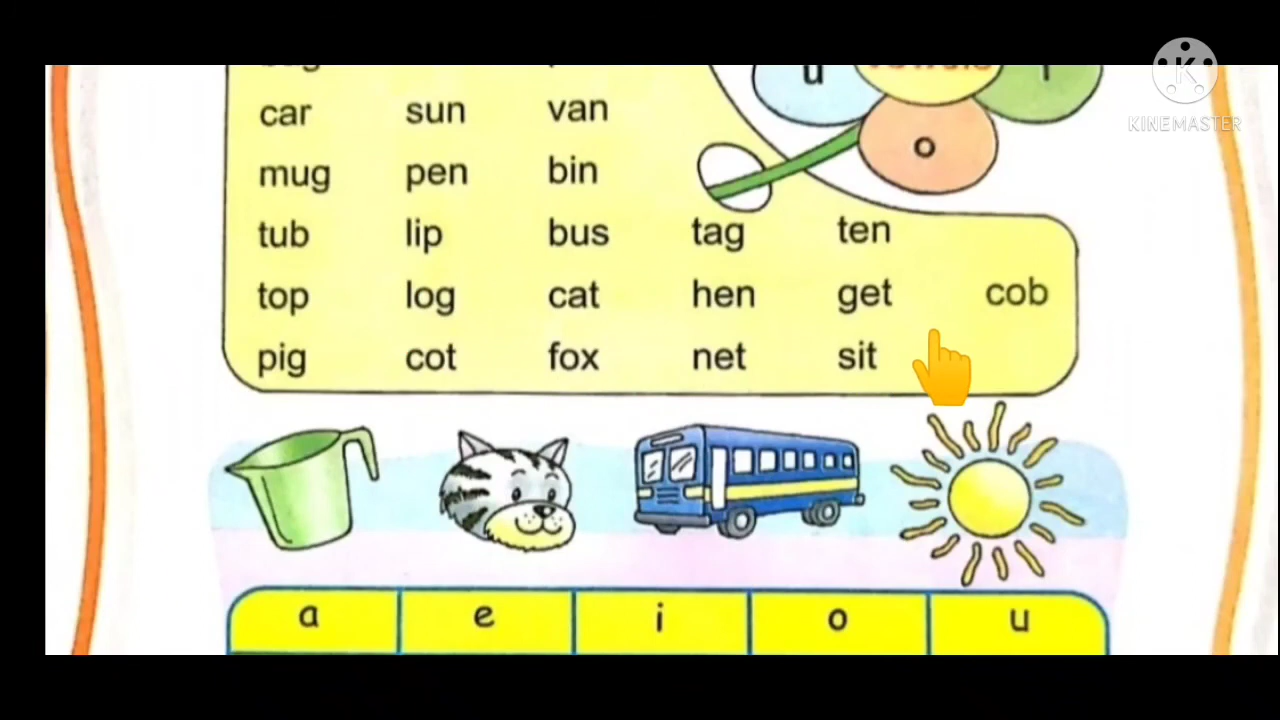 u i
o
car sun van
mug pen bin
tub lip bus tag ten
top log cat hen get cob
pig cot fox net sit
a e i o u
K
KINEMASTER